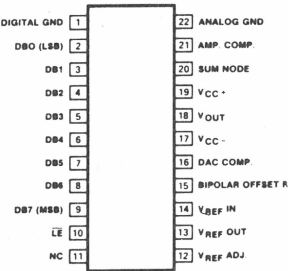 DIGITAL GND 1
DB0 (LSB) 2
DB1 3
DB2 4
DB3 5
DB4 6
DB5 7
DB6 8
DB7 (MSB) 9
LE 10
NC 11
22 ANALOG GND
21 AMP. COMP.
20 SUM NODE
19 VCC +
18 VOUT
17 VCC -
16 DAC COMP.
15 BIPOLAR OFFSET R
14 VREF IN
13 VREF OUT
12 VREF ADJ.